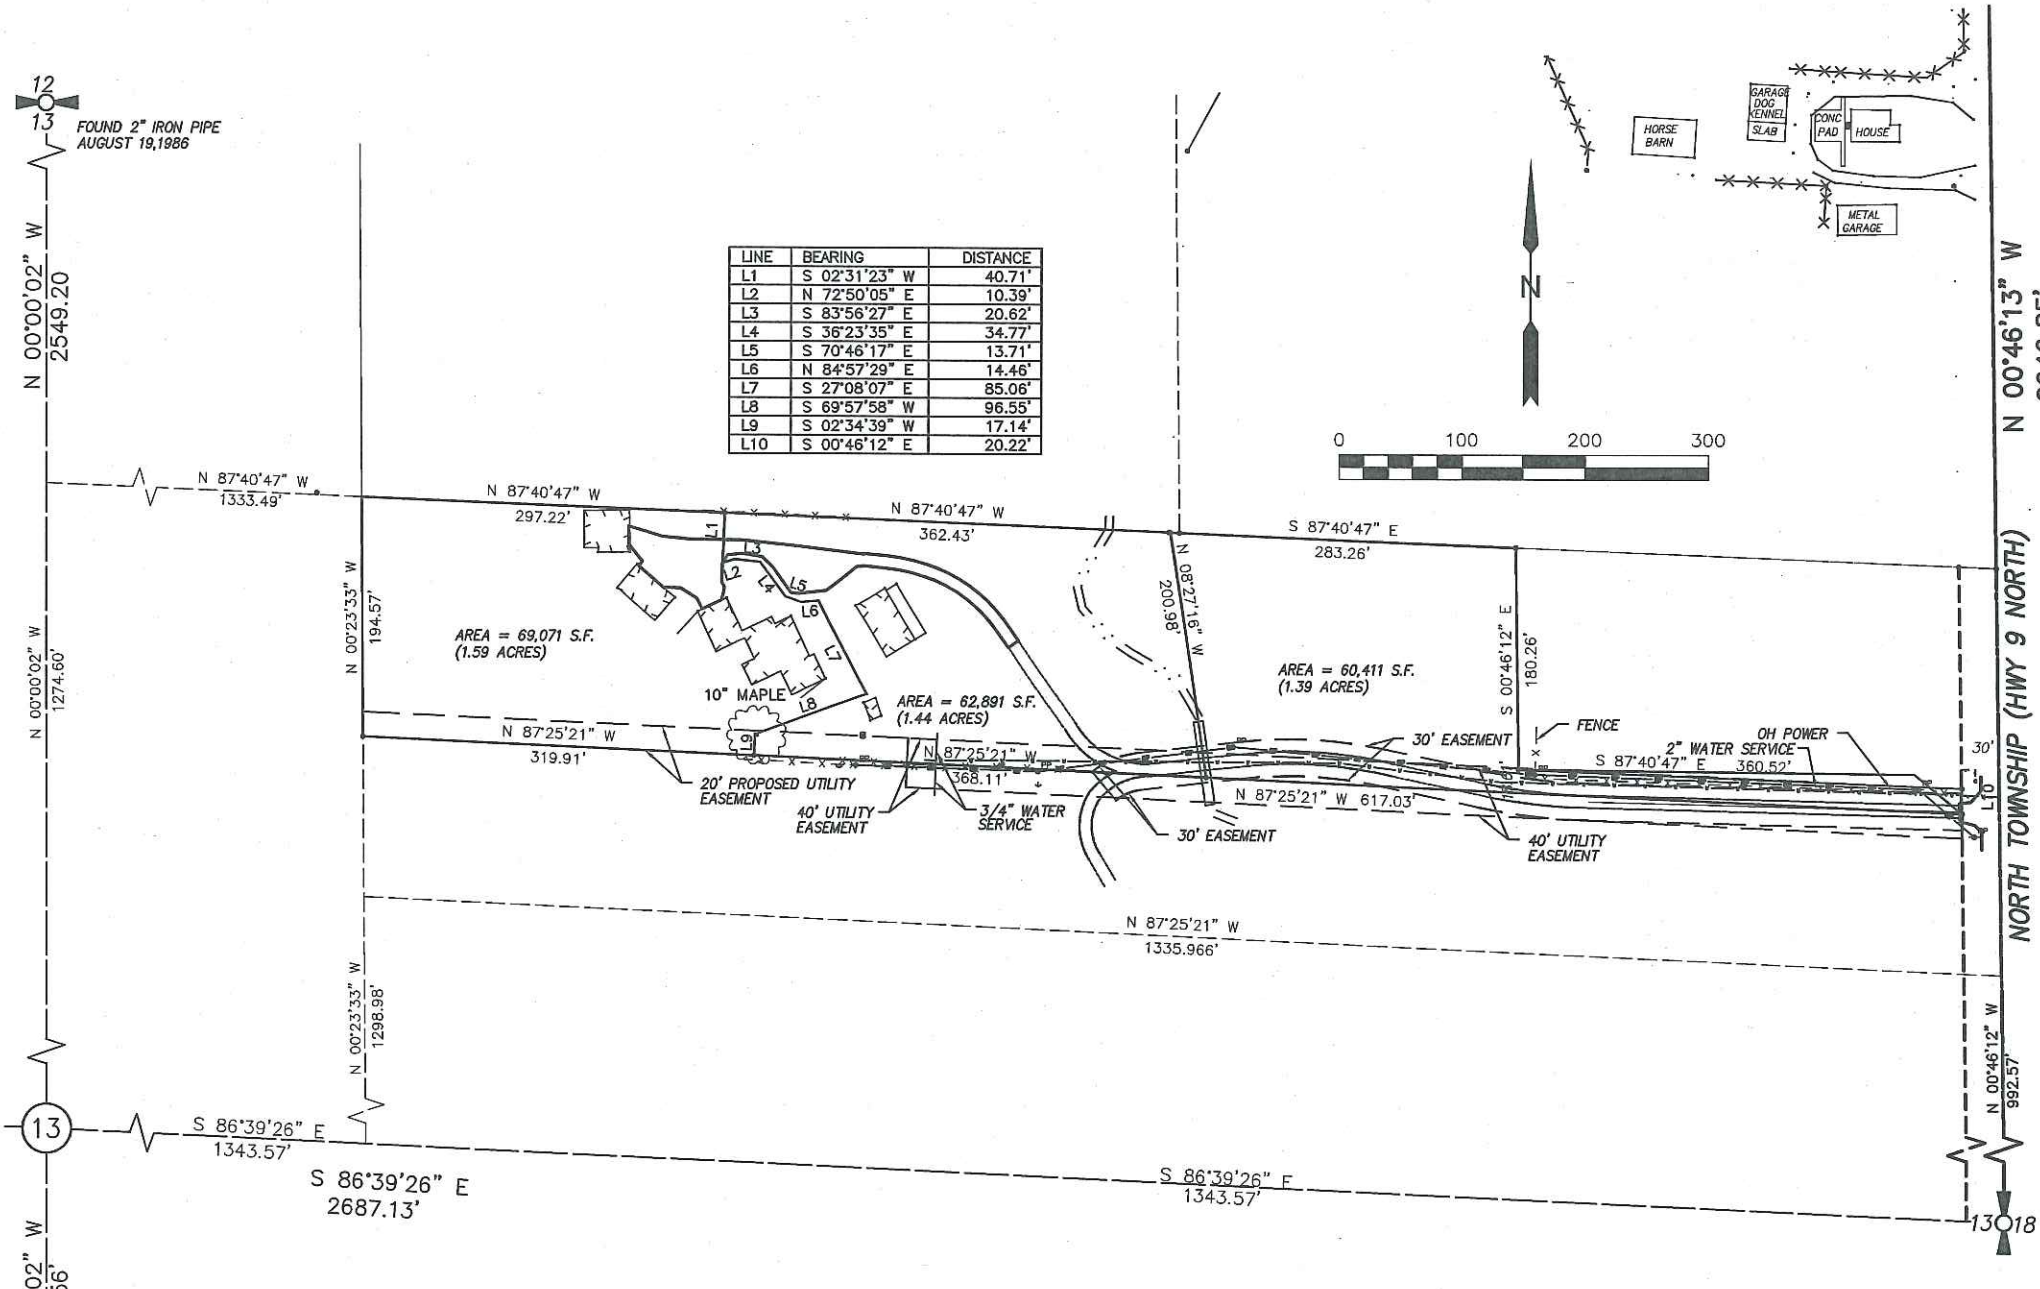 12
13
FOUND 2" IRON PIPE
AUGUST 19,1986
N 00°00'02" W
2549.20
GARAGE
DOG
KENNEL
SLAB
CONC
PAD
HOUSE
HORSE
BARN
METAL
GARAGE
N
N 00°46'13" W
LINE BEARING DISTANCE
L1 S 02°31'23" W 40.71'
L2 N 72°50'05" E 10.39'
L3 S 83°56'27" E 20.62'
L4 S 36°23'35" E 34.77'
L5 S 70°46'17" E 13.71'
L6 N 84°57'29" E 14.46'
L7 S 27°08'07" E 85.06'
L8 S 69°57'58" W 96.55'
L9 S 02°34'39" W 17.14'
L10 S 00°46'12" E 20.22'
0 100 200 300
N 87°40'47" W
1333.49'
N 87°40'47" W
297.22'
N 87°40'47" W
362.43'
S 87°40'47" E
283.26'
L1
L2
L3
L4
L5
L6
L7
L8
L9
N 00°23'33" W
194.57'
AREA = 69,071 S.F.
(1.59 ACRES)
10" MAPLE
AREA = 62,891 S.F.
(1.44 ACRES)
N 08°27'16" W
200.98'
AREA = 60,411 S.F.
(1.39 ACRES)
S 00°46'12" E
180.26'
FENCE
OH POWER
2" WATER SERVICE
30' EASEMENT
S 87°40'47" E 360.52'
30'
L10
NORTH TOWNSHIP (HWY 9 NORTH)
N 00°00'02" W
1274.60'
N 87°25'21" W
319.91'
N 87°25'21" W
368.11'
PP
20' PROPOSED UTILITY
EASEMENT
40' UTILITY
EASEMENT
3/4" WATER
SERVICE
N 87°25'21" W 617.03'
30' EASEMENT
40' UTILITY
EASEMENT
N 87°25'21" W
1335.966'
N 00°23'33" W
1298.98'
N 00°46'12" W
992.57'
13
S 86°39'26" E
1343.57'
S 86°39'26" E
2687.13'
S 86°39'26" E
1343.57'
13 18
02" W